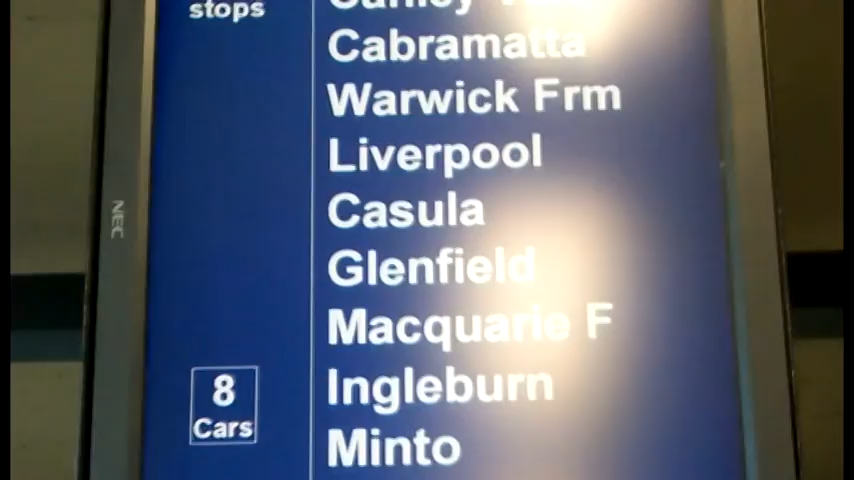 stops
Cabramatta
Warwick Frm
Liverpool
Casula
Glenfield
Macquarie F
Ingleburn
Minto
8
Cars
NEC